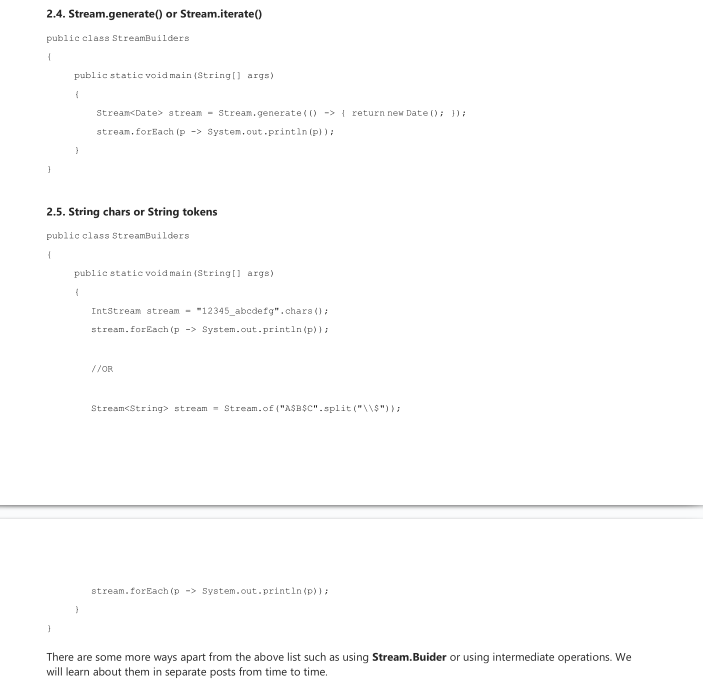 2.4. Stream.generate() or Stream.iterate()
public class StreamBuilders
{
public static void main(String[] args)
{
Stream<Date> stream = Stream.generate(() -> { return new Date(); });
stream.forEach(p -> System.out.println(p));
}
}
2.5. String chars or String tokens
public class StreamBuilders
{
public static void main(String[] args)
{
IntStream stream = "12345_abcdefg".chars();
stream.forEach(p -> System.out.println(p));
//OR
Stream<String> stream = Stream.of("A$B$C".split("\\$"));
stream.forEach(p -> System.out.println(p));
}
}
There are some more ways apart from the above list such as using Stream.Buider or using intermediate operations. We
will learn about them in separate posts from time to time.